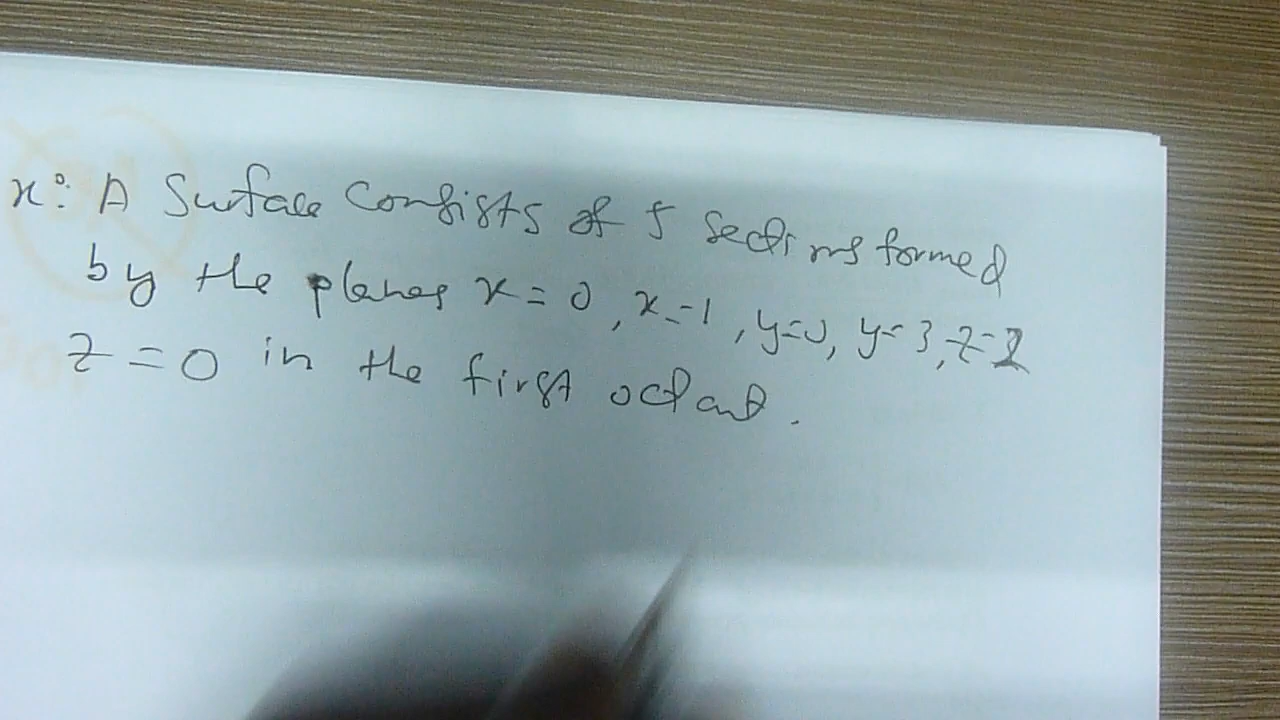 x: A Surface Consists of 5 Sections formed
by the planes x = 0, x = 1, y = 0, y = 3, z = 2
z = 0 in the first octant.